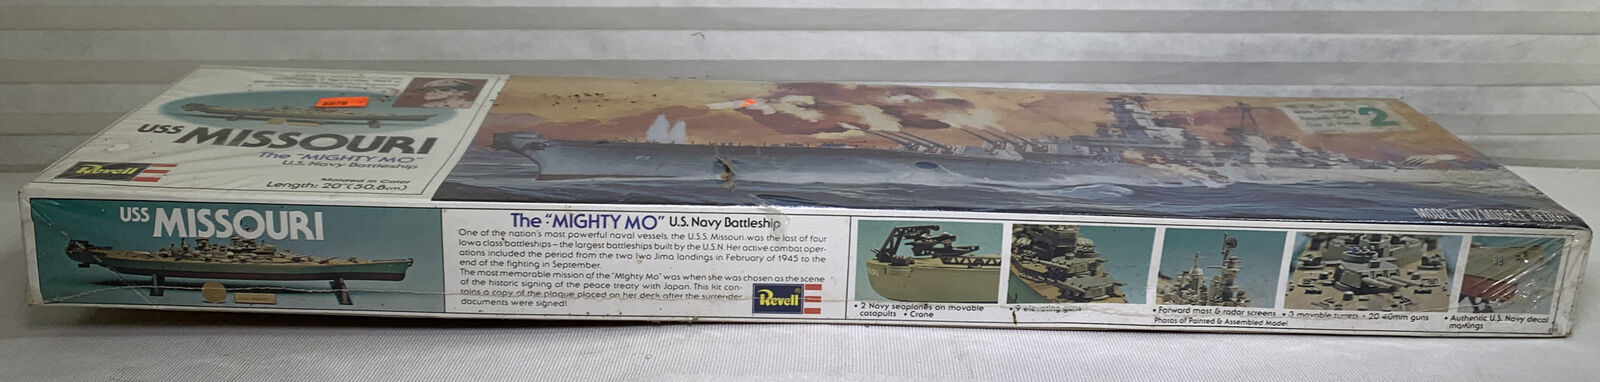 USS MISSOURI
The "MIGHTY MO"
U.S. Navy Battleship
Revell
Molded in Color
Length: 20" (50.8cm)
2
MODEL KIT/MODÈLE RÉDUIT
USS MISSOURI
The "MIGHTY MO" U.S. Navy Battleship
One of the nation's most powerful naval vessels, the U.S.S. Missouri was the last of four
Iowa class battleships – the largest battleships built by the U.S.N. Her active combat oper-
ations included the period from the two Iwo Jima landings in February of 1945 to the
end of the fighting in September.
The most memorable mission of the "Mighty Mo" was when she was chosen as the scene
of the historic signing of the peace treaty with Japan. This kit con-
tains a copy of the plaque placed on her deck after the surrender
documents were signed!
Revell
• 2 Navy seaplanes on movable
catapults • Crane
• 9 elevating guns
• Forward mast & radar screens
• 3 movable turrets • 20 40mm guns
• Authentic U.S. Navy decal
markings
Photos of Painted & Assembled Model